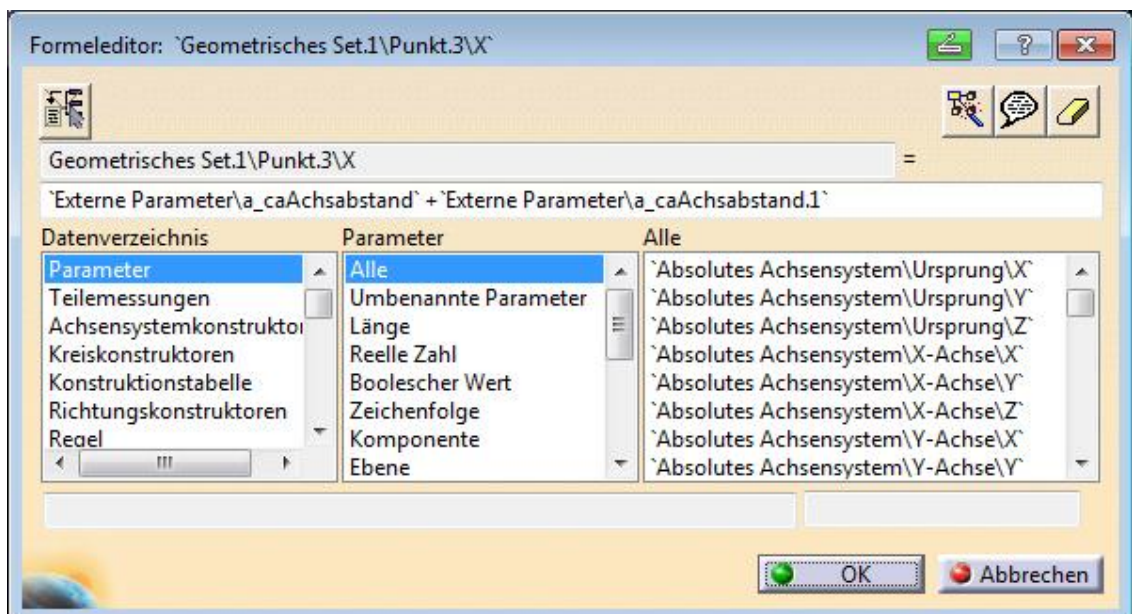 Formeleditor: `Geometrisches Set.1\Punkt.3\X`
Geometrisches Set.1\Punkt.3\X =
`Externe Parameter\a_caAchsabstand` +`Externe Parameter\a_caAchsabstand.1`
Datenverzeichnis Parameter Alle
Parameter Alle `Absolutes Achsensystem\Ursprung\X`
Teilemessungen Umbenannte Parameter `Absolutes Achsensystem\Ursprung\Y`
Achsensystemkonstrukto Länge `Absolutes Achsensystem\Ursprung\Z`
Kreiskonstruktoren Reelle Zahl `Absolutes Achsensystem\X-Achse\X`
Konstruktionstabelle Boolescher Wert `Absolutes Achsensystem\X-Achse\Y`
Richtungskonstruktoren Zeichenfolge `Absolutes Achsensystem\X-Achse\Z`
Regel Komponente `Absolutes Achsensystem\Y-Achse\X`
Ebene `Absolutes Achsensystem\Y-Achse\Y`
OK Abbrechen